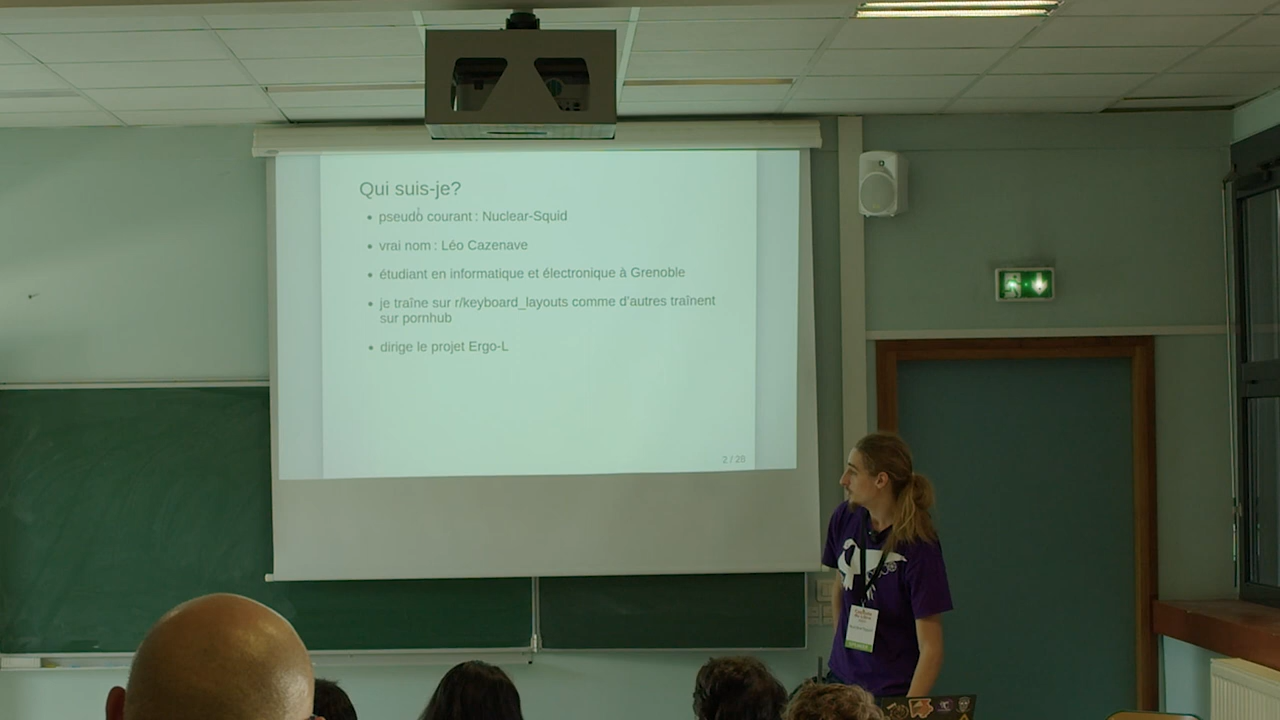 Qui suis-je?
pseudo courant : Nuclear-Squid
vrai nom : Léo Cazenave
étudiant en informatique et électronique à Grenoble
je traîne sur r/keyboard_layouts comme d'autres traînent
sur pornhub
dirige le projet Ergo-L
2 / 28